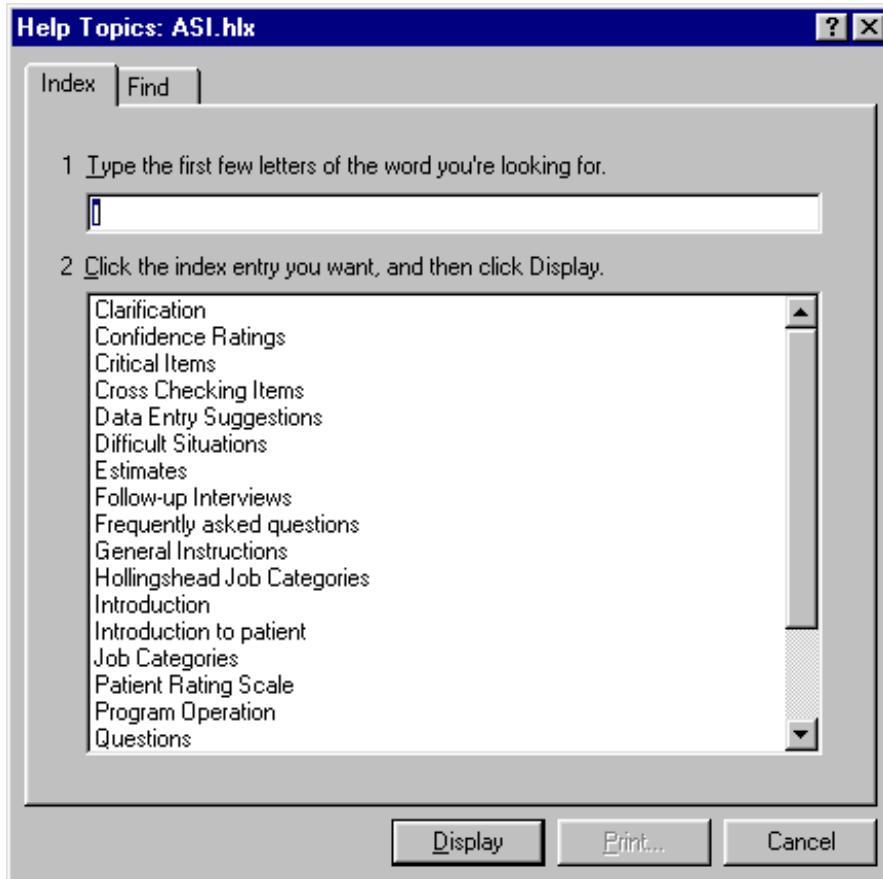 Help Topics: ASI.hlx
Index
Find
1 Type the first few letters of the word you're looking for.
2 Click the index entry you want, and then click Display.
Clarification
Confidence Ratings
Critical Items
Cross Checking Items
Data Entry Suggestions
Difficult Situations
Estimates
Follow-up Interviews
Frequently asked questions
General Instructions
Hollingshead Job Categories
Introduction
Introduction to patient
Job Categories
Patient Rating Scale
Program Operation
Questions
Display
Print...
Cancel